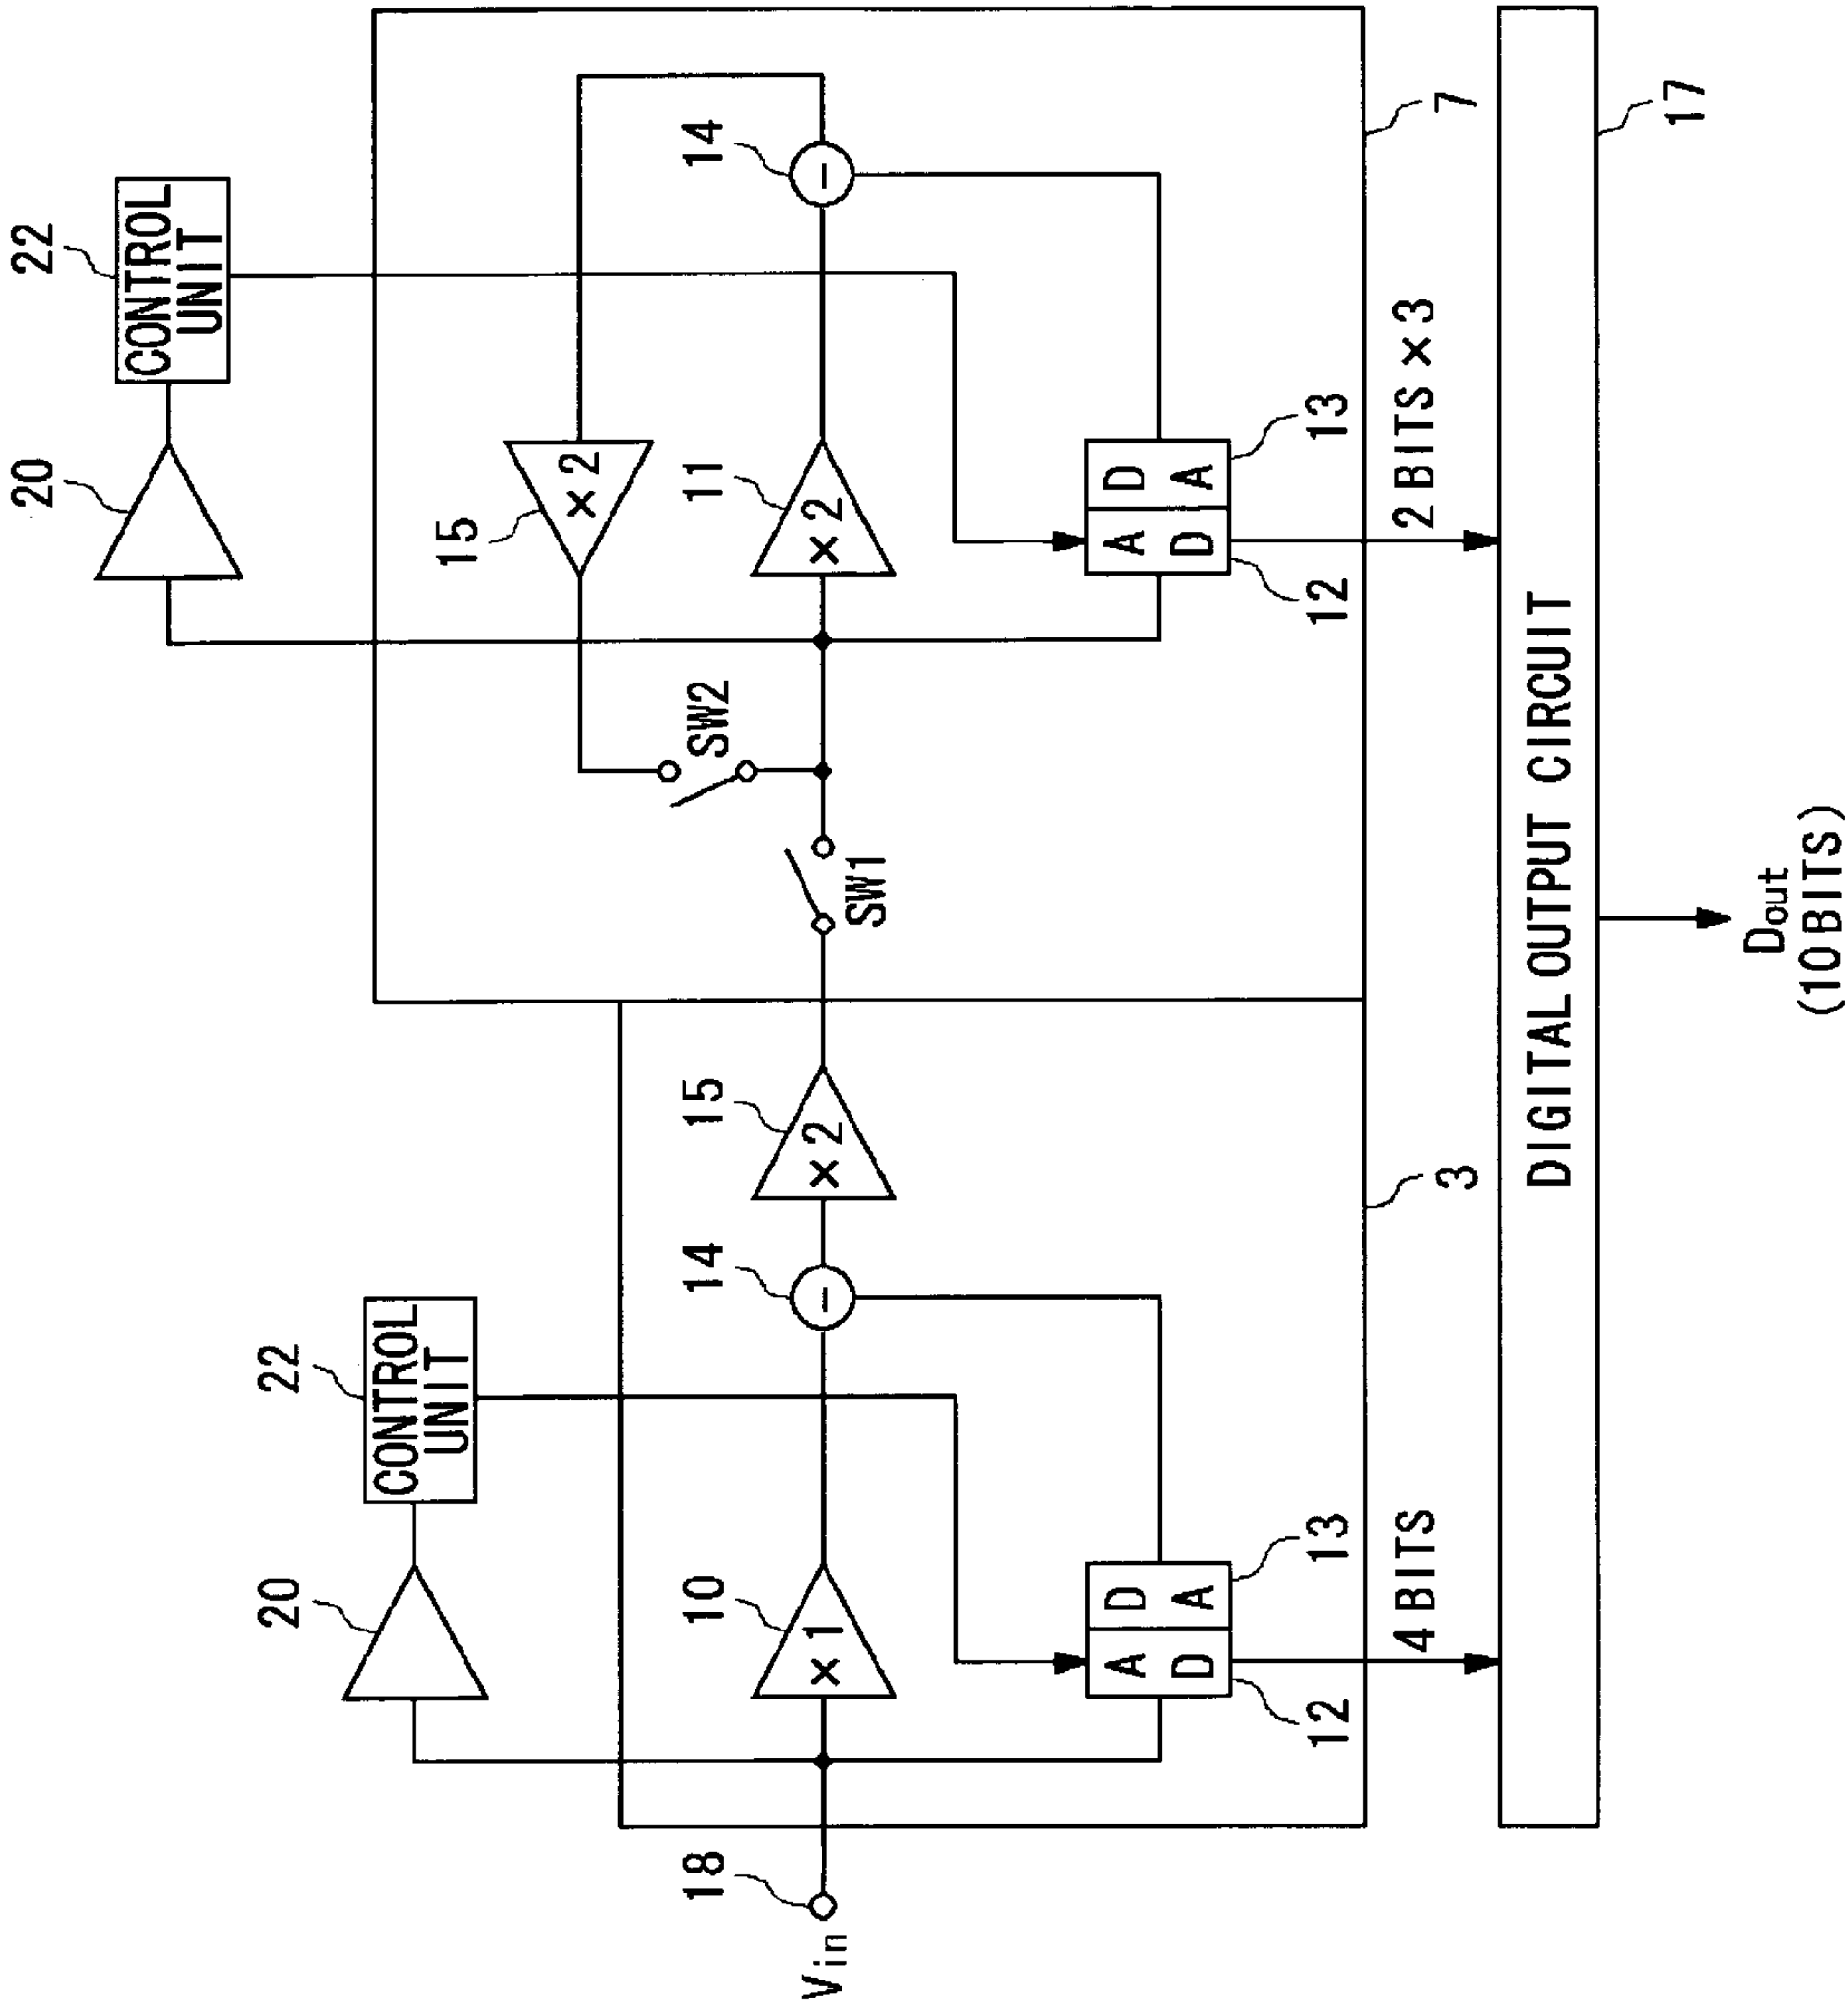 20
22
CONTROL
UNIT
15
× 2
14
20
22
CONTROL
UNIT
SW2
11
× 2
18
Vin
10
× 1
14
15
× 2
SW1
A
D
D
A
12
13
A
D
D
A
12
13
4 BITS
3
2 BITS × 3
7
DIGITAL OUTPUT CIRCUIT
17
Dout
(10 BITS)